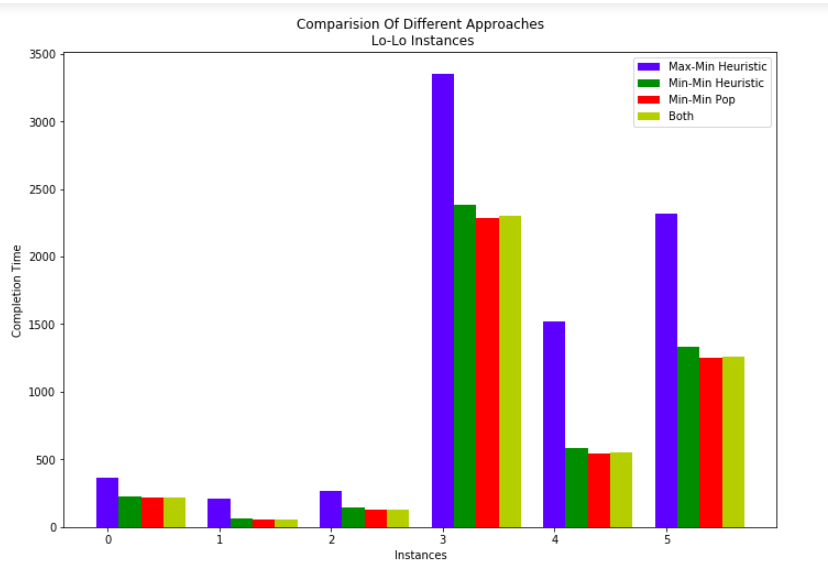 Comparision Of Different Approaches
Lo-Lo Instances
Max-Min Heuristic
Min-Min Heuristic
Min-Min Pop
Both
Completion Time
3500
3000
2500
2000
1500
1000
500
0
0 1 2 3 4 5
Instances